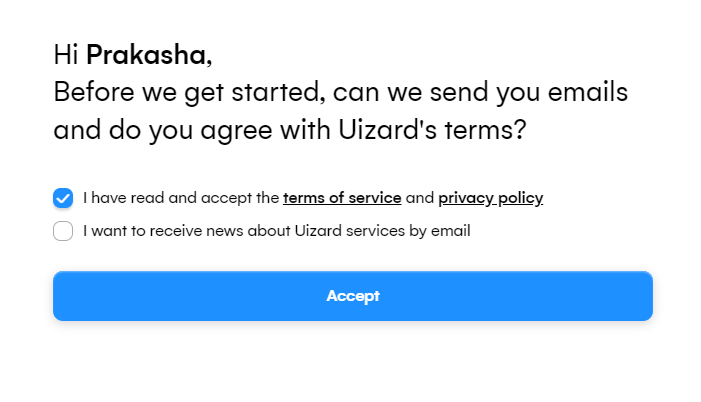 Hi Prakasha,
Before we get started, can we send you emails
and do you agree with Uizard's terms?
I have read and accept the terms of service and privacy policy
I want to receive news about Uizard services by email
Accept